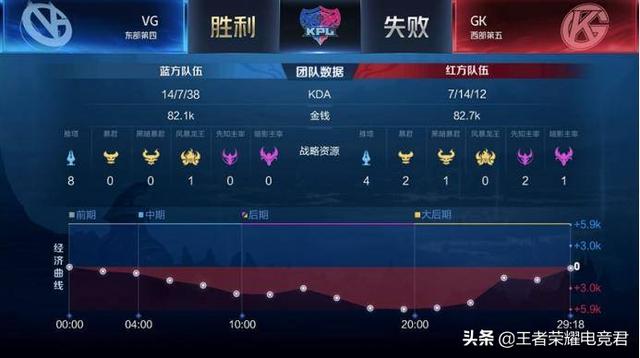 VG 胜利 KPL 失败 GK
东部第四 西部第五
蓝方队伍 团队数据 红方队伍
14/7/38 KDA 7/14/12
82.1k 金钱 82.7k
推塔 暴君 黑暗暴君 风暴龙王 先知主宰 暗影主宰 战略资源 推塔 暴君 黑暗暴君 风暴龙王 先知主宰 暗影主宰
8 0 0 1 0 0 4 2 1 0 2 1
前期 中期 后期 大后期
+5.9k
+3.0k
经济曲线 0
+3.0k
+5.9k
00:00 04:00 10:00 20:00 29:18
头条 @王者荣耀电竞君